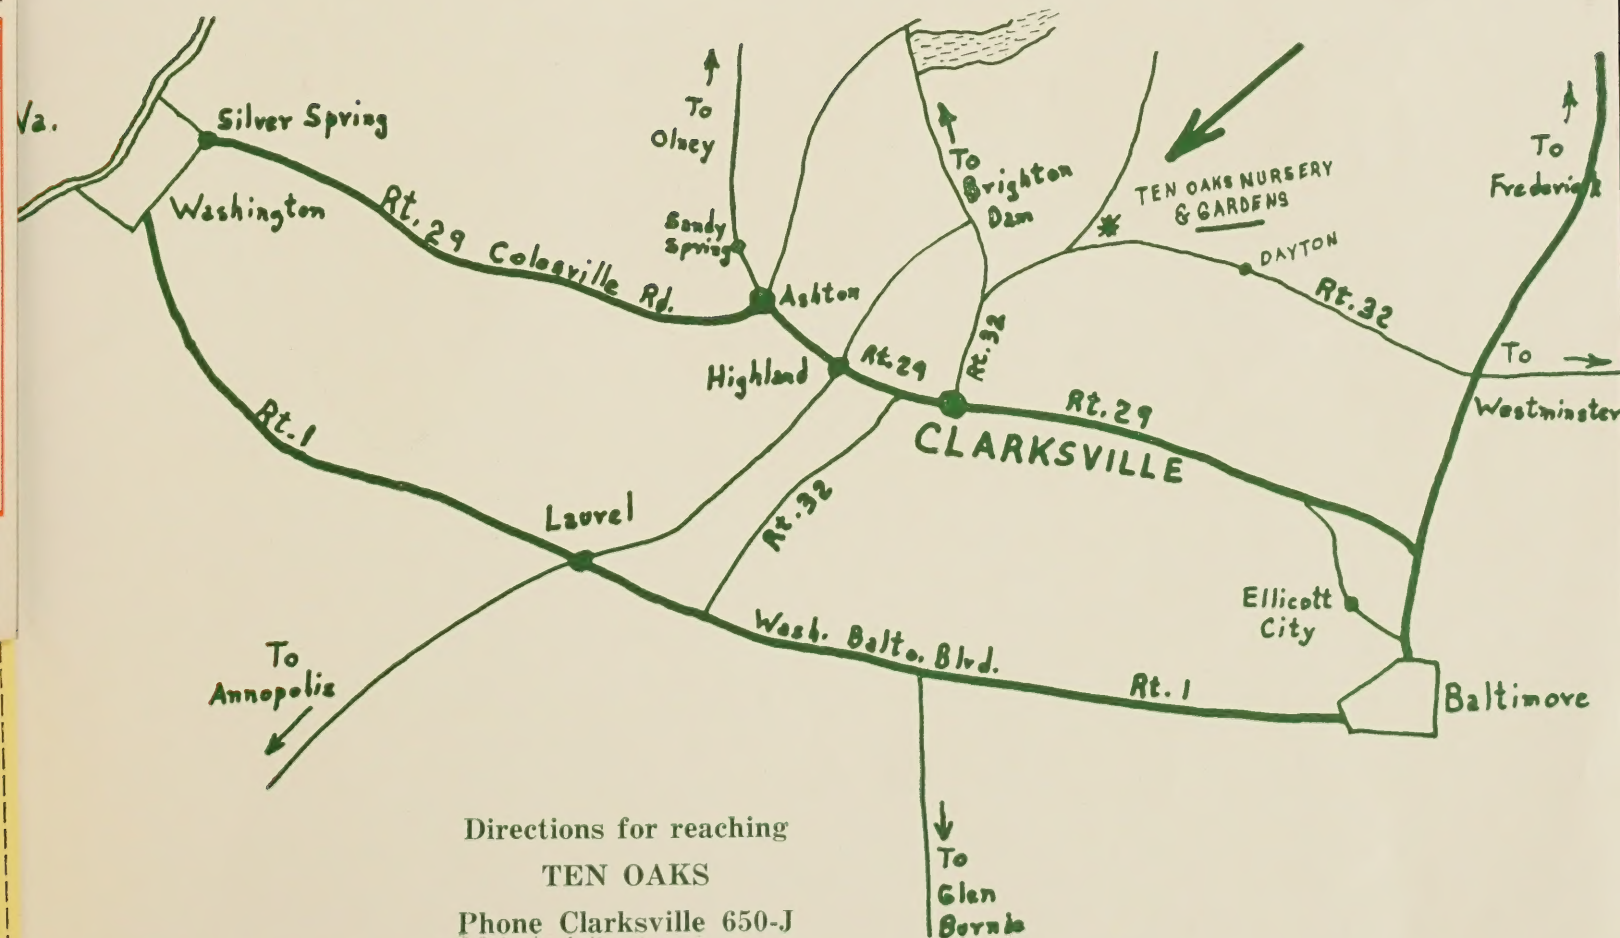 Va.
Silver Spring
Washington
Rt. 29 Colesville Rd.
To
Olney
Sandy
Spring
Ashton
To
Brighton
Dam
TEN OAKS NURSERY
& GARDENS
DAYTON
Rt. 32
To
Frederick
To
Westminster
Highland
Rt. 29
Rt. 32
Rt. 29
CLARKSVILLE
Rt. 1
Laurel
Rt. 32
Ellicott
City
Wash. Balto. Blvd.
Rt. 1
Baltimore
To
Annopolis
To
Glen
Burnie
Directions for reaching
TEN OAKS
Phone Clarksville 650-J